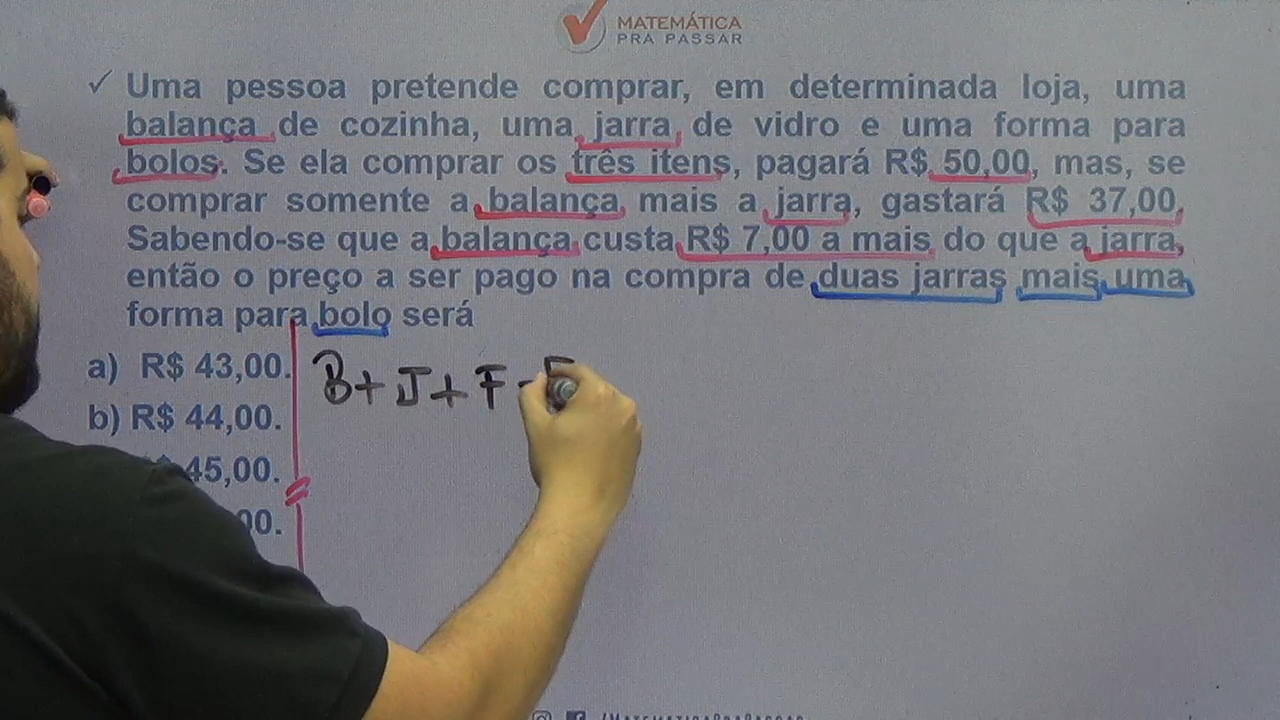 MATEMÁTICA
PRA PASSAR
✓ Uma pessoa pretende comprar, em determinada loja, uma
balança de cozinha, uma jarra de vidro e uma forma para
bolos. Se ela comprar os três itens, pagará R$ 50,00, mas, se
comprar somente a balança mais a jarra, gastará R$ 37,00.
Sabendo-se que a balança custa R$ 7,00 a mais do que a jarra,
então o preço a ser pago na compra de duas jarras mais uma
forma para bolo será
a) R$ 43,00.
b) R$ 44,00.
45,00.
00.
B+J+F